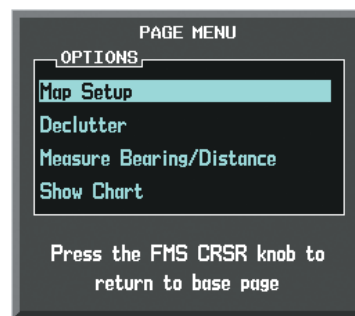 PAGE MENU
OPTIONS
Map Setup
Declutter
Measure Bearing/Distance
Show Chart
Press the FMS CRSR knob to
return to base page